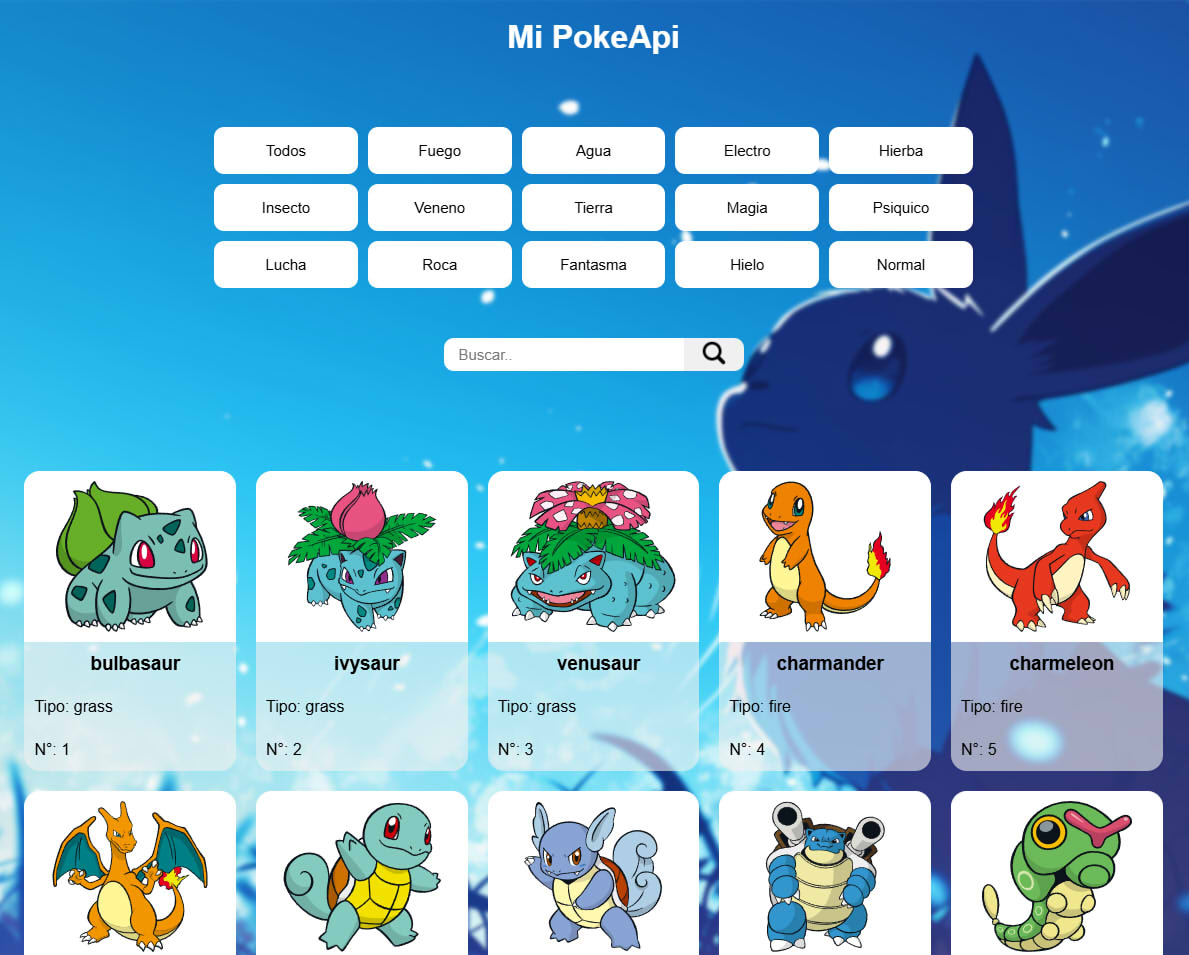 Mi PokeApi
Todos Fuego Agua Electro Hierba
Insecto Veneno Tierra Magia Psiquico
Lucha Roca Fantasma Hielo Normal
Buscar..
bulbasaur ivysaur venusaur charmander charmeleon
Tipo: grass Tipo: grass Tipo: grass Tipo: fire Tipo: fire
N°: 1 N°: 2 N°: 3 N°: 4 N°: 5